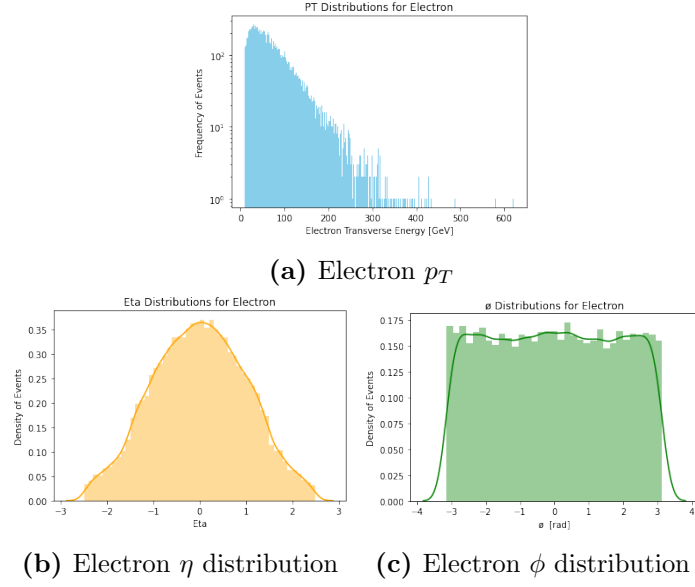 PT Distributions for Electron
Frequency of Events
10²
10¹
10⁰
0 100 200 300 400 500 600
Electron Transverse Energy [GeV]
(a) Electron p_T
Eta Distributions for Electron
Density of Events
0.35
0.30
0.25
0.20
0.15
0.10
0.05
0.00
−3 −2 −1 0 1 2 3
Eta
(b) Electron η distribution
ø Distributions for Electron
Density of Events
0.175
0.150
0.125
0.100
0.075
0.050
0.025
0.000
−4 −3 −2 −1 0 1 2 3 4
ø [rad]
(c) Electron ϕ distribution